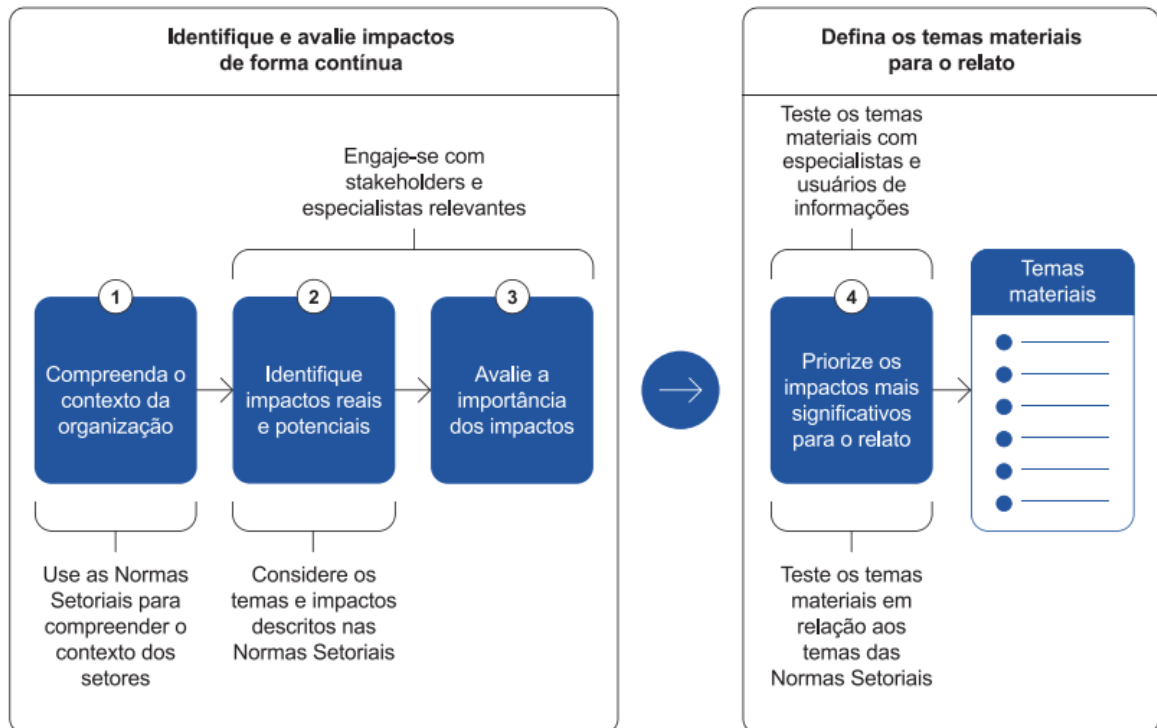 Identifique e avalie impactos
de forma contínua
Engaje-se com
stakeholders e
especialistas relevantes
1
Compreenda o
contexto da
organização
2
Identifique
impactos reais
e potenciais
3
Avalie a
importância
dos impactos
Use as Normas
Setoriais para
compreender o
contexto dos
setores
Considere os
temas e impactos
descritos nas
Normas Setoriais
Defina os temas materiais
para o relato
Teste os temas
materiais com
especialistas e
usuários de
informações
4
Priorize os
impactos mais
significativos
para o relato
Temas
materiais
Teste os temas
materiais em
relação aos
temas das
Normas Setoriais